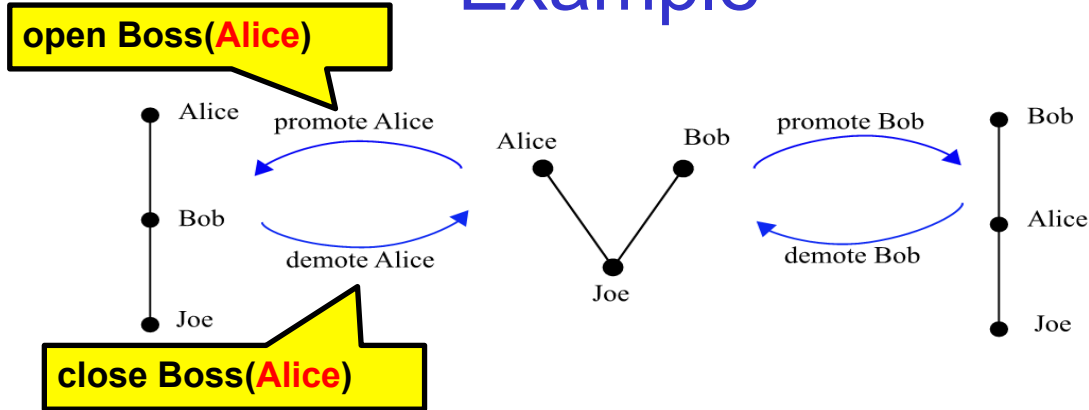 Example
open Boss(Alice)
Alice
promote Alice
Alice
Bob
promote Bob
Bob
Bob
demote Alice
Joe
demote Bob
Alice
Joe
Joe
close Boss(Alice)